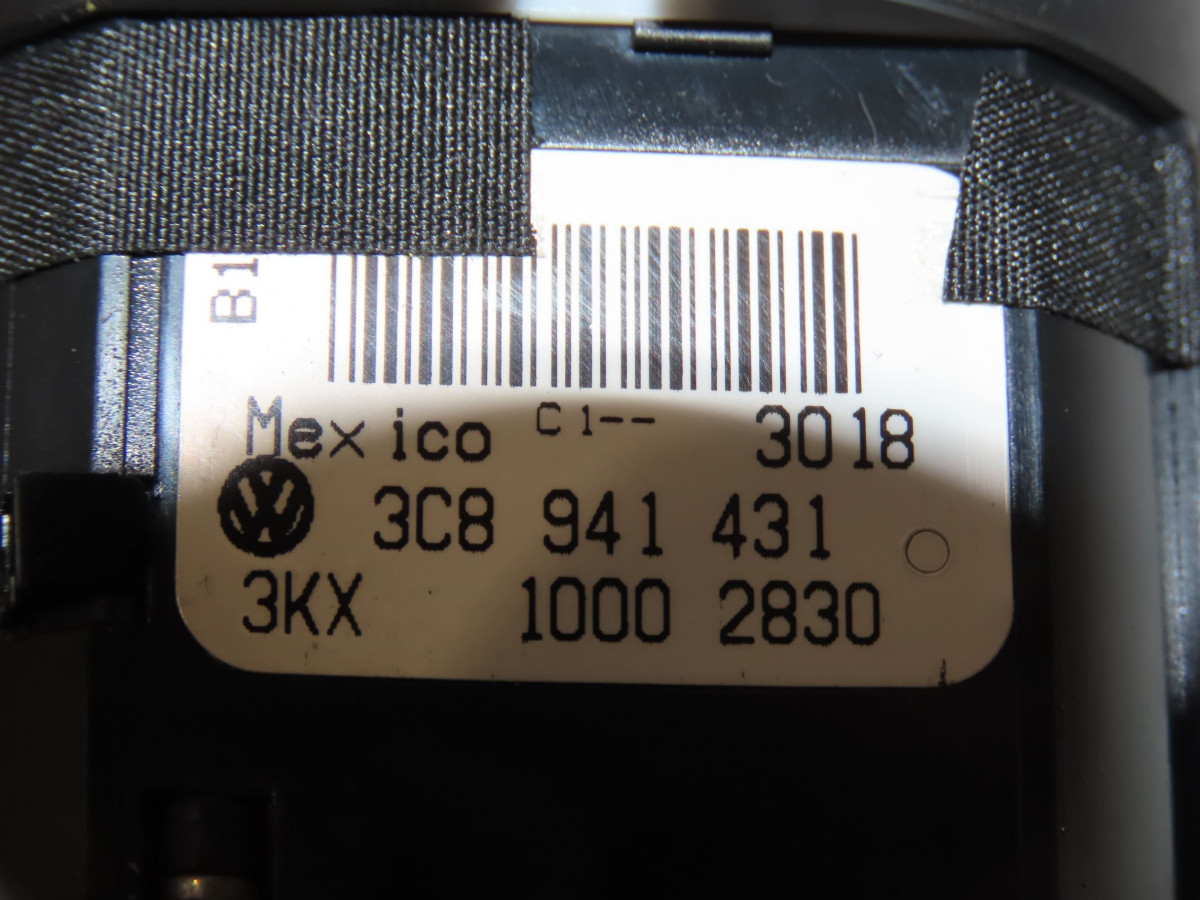 B1
Mexico C1-- 3018
3C8 941 431
3KX 1000 2830